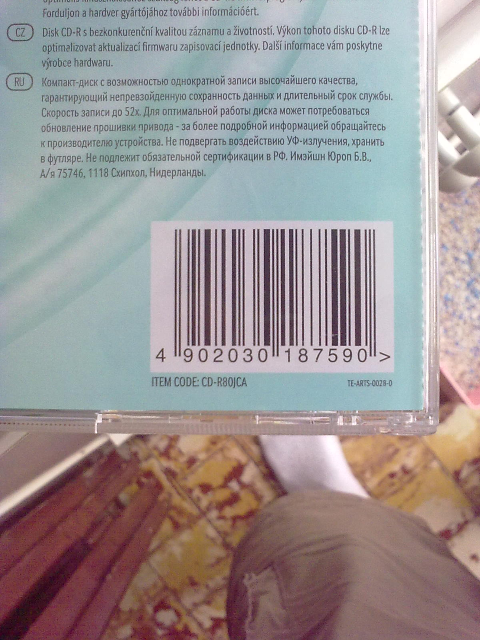 Forduljon a hardver gyártójához további információért.
CZ Disk CD-R s bezkonkurenční kvalitou záznamu a životností. Výkon tohoto disku CD-R lze
optimalizovat aktualizací firmwaru zapisovací jednotky. Další informace vám poskytne
výrobce hardwaru.
RU Компакт-диск с возможностью однократной записи высочайшего качества,
гарантирующий непревзойденную сохранность данных и длительный срок службы.
Скорость записи до 52x. Для оптимальной работы диска может потребоваться
обновление прошивки привода - за более подробной информацией обращайтесь
к производителю устройства. Не подвергать воздействию УФ-излучения, хранить
в футляре. Не подлежит обязательной сертификации в РФ. Имэйшн Юроп Б.В.,
А/я 75746, 1118 Схипхол, Нидерланды.
4 902030 187590 >
ITEM CODE: CD-R80JCA
TE-ARTS-0028-D